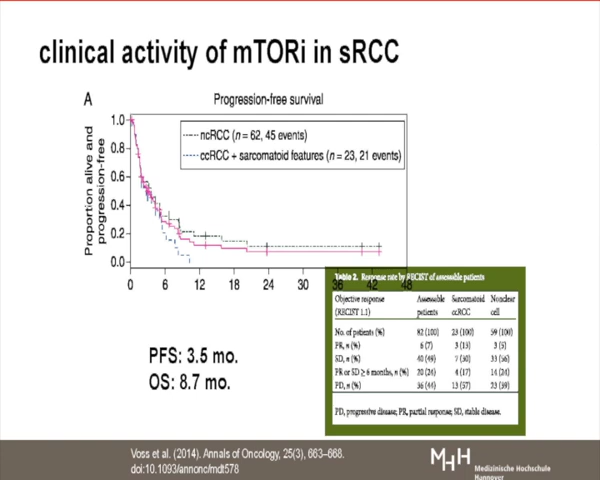 clinical activity of mTORi in sRCC
A
Progression-free survival
Proportion alive and
progression-free
1.0
0.8
0.6
0.4
0.2
0.0
ncRCC (n = 62, 45 events)
ccRCC + sarcomatoid features (n = 23, 21 events)
0 6 12 18 24 30 36 42 48
Table 2. Response rate by RECIST of assessable patients
Objective response Assessable Sarcomatoid Nonclear
(RECIST 1.1) patients ccRCC cell
No. of patients (%) 82 (100) 23 (100) 59 (100)
PR, n (%) 6 (7) 3 (13) 3 (5)
SD, n (%) 40 (49) 7 (30) 33 (56)
PR or SD ≥ 6 months, n (%) 20 (24) 4 (17) 14 (24)
PD, n (%) 36 (44) 13 (57) 23 (39)
PD, progressive disease; PR, partial response; SD, stable disease.
PFS: 3.5 mo.
OS: 8.7 mo.
Voss et al. (2014). Annals of Oncology, 25(3), 663–668.
doi:10.1093/annonc/mdt578
MHH
Medizinische Hochschule
Hannover